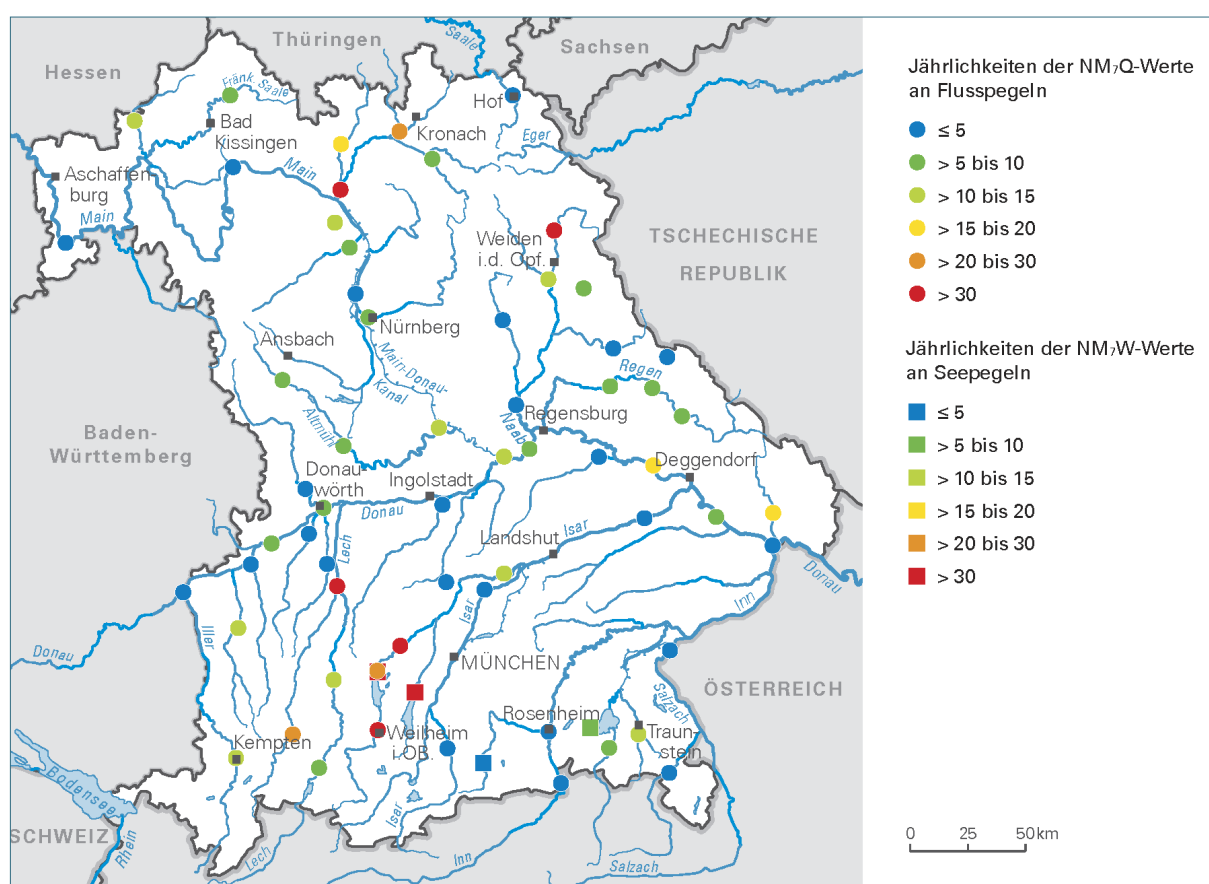 Thüringen
Saale
Sachsen
Hessen
Fränk. Saale
Hof
Bad
Kissingen
Kronach
Eger
Main
Aschaffen
burg
Main
Weiden
i.d. Opf.
TSCHECHISCHE
REPUBLIK
Nürnberg
Ansbach
Main-Donau-
Kanal
Regen
Altmühl
Naab
Regensburg
Baden-
Württemberg
Donau-
wörth
Ingolstadt
Deggendorf
Donau
Lech
Landshut
Isar
Donau
Isar
Inn
Iller
Donau
MÜNCHEN
ÖSTERREICH
Salzach
Rosenheim
Kempten
Weilheim
i.OB.
Traun-
stein
Bodensee
SCHWEIZ
Rhein
Lech
Isar
Inn
Salzach
Jährlichkeiten der NM₇Q-Werte
an Flusspegeln
≤ 5
> 5 bis 10
> 10 bis 15
> 15 bis 20
> 20 bis 30
> 30
Jährlichkeiten der NM₇W-Werte
an Seepegeln
≤ 5
> 5 bis 10
> 10 bis 15
> 15 bis 20
> 20 bis 30
> 30
0 25 50 km